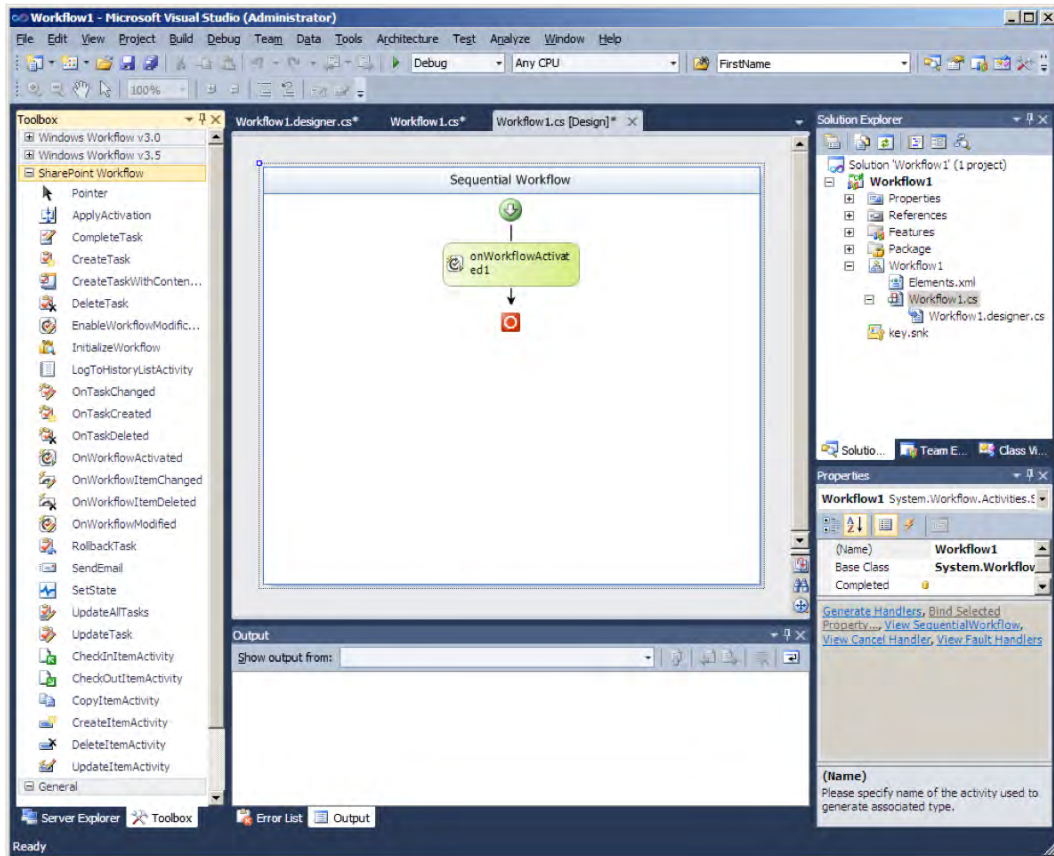 Workflow1 - Microsoft Visual Studio (Administrator)
File Edit View Project Build Debug Team Data Tools Architecture Test Analyze Window Help
Debug Any CPU FirstName
100%
Toolbox
Windows Workflow v3.0
Windows Workflow v3.5
SharePoint Workflow
Pointer
ApplyActivation
CompleteTask
CreateTask
CreateTaskWithConten...
DeleteTask
EnableWorkflowModific...
InitializeWorkflow
LogToHistoryListActivity
OnTaskChanged
OnTaskCreated
OnTaskDeleted
OnWorkflowActivated
OnWorkflowItemChanged
OnWorkflowItemDeleted
OnWorkflowModified
RollbackTask
SendEmail
SetState
UpdateAllTasks
UpdateTask
CheckInItemActivity
CheckOutItemActivity
CopyItemActivity
CreateItemActivity
DeleteItemActivity
UpdateItemActivity
General
Server Explorer Toolbox
Workflow1.designer.cs* Workflow1.cs* Workflow1.cs [Design]*
Sequential Workflow
onWorkflowActivat
ed1
Output
Show output from:
Error List Output
Solution Explorer
Solution 'Workflow1' (1 project)
Workflow1
Properties
References
Features
Package
Workflow1
Elements.xml
Workflow1.cs
Workflow1.designer.cs
key.snk
Solutio... Team E... Class Vi...
Properties
Workflow1 System.Workflow.Activities.S
(Name) Workflow1
Base Class System.Workflow
Completed
Generate Handlers, Bind Selected
Property..., View SequentialWorkflow,
View Cancel Handler, View Fault Handlers
(Name)
Please specify name of the activity used to
generate associated type.
Ready